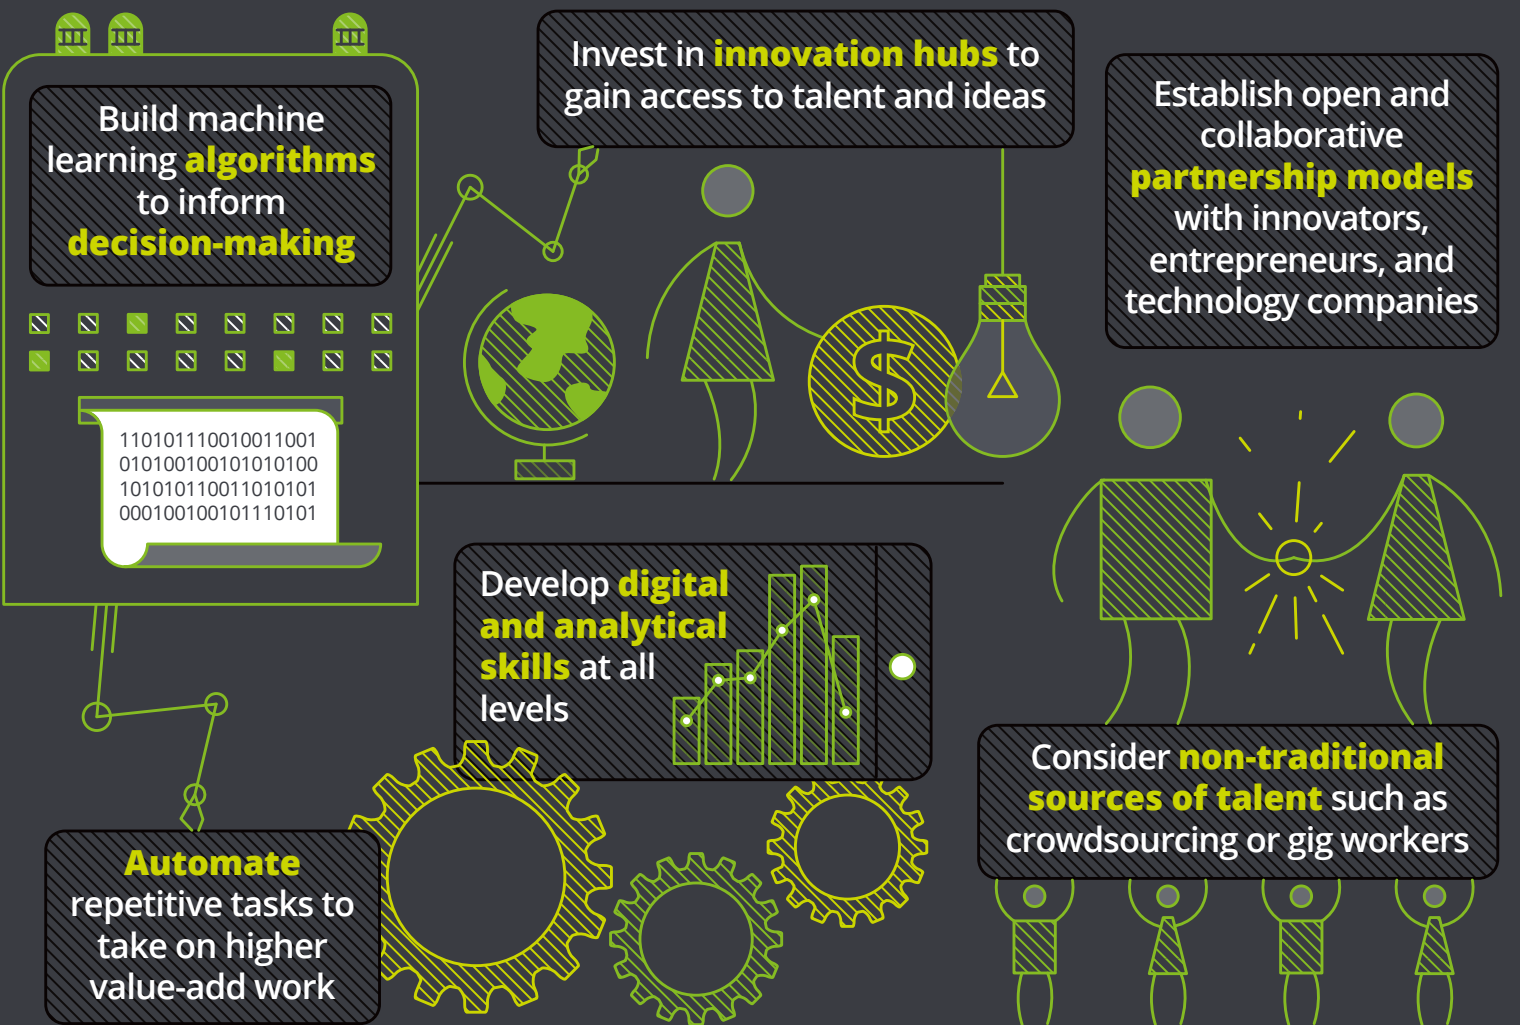 Build machine
learning algorithms
to inform
decision-making
110101110010011001
010100100101010100
101010110011010101
000100100101110101
Invest in innovation hubs to
gain access to talent and ideas
$
Establish open and
collaborative
partnership models
with innovators,
entrepreneurs, and
technology companies
Develop digital
and analytical
skills at all
levels
Automate
repetitive tasks to
take on higher
value-add work
Consider non-traditional
sources of talent such as
crowdsourcing or gig workers